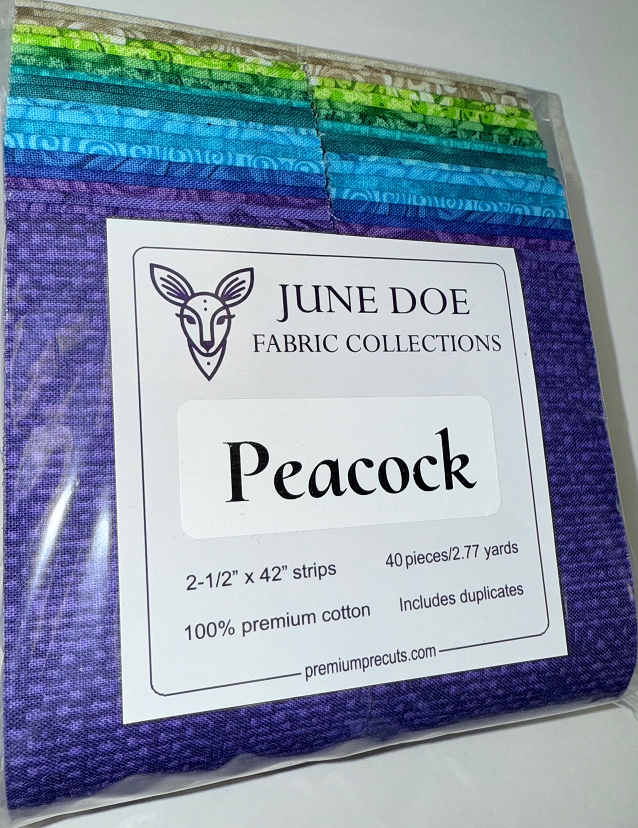 JUNE DOE
FABRIC COLLECTIONS
Peacock
2-1/2” x 42” strips
40 pieces/2.77 yards
100% premium cotton
Includes duplicates
premiumprecuts.com